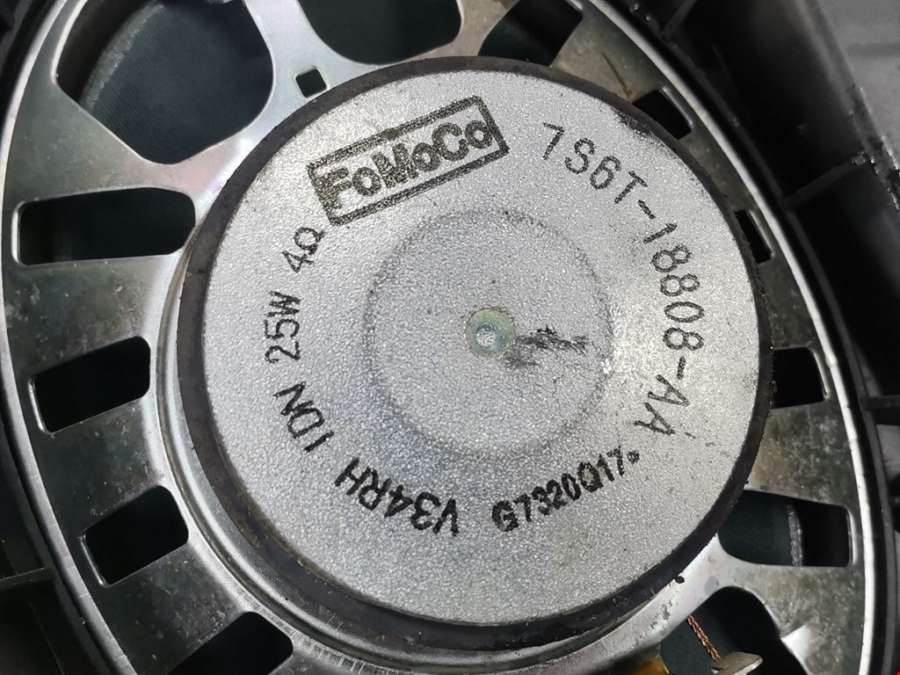 FoMoCo
7S6T-18808-AA
V34RH IDN 25W 4Ω
G7320Q17